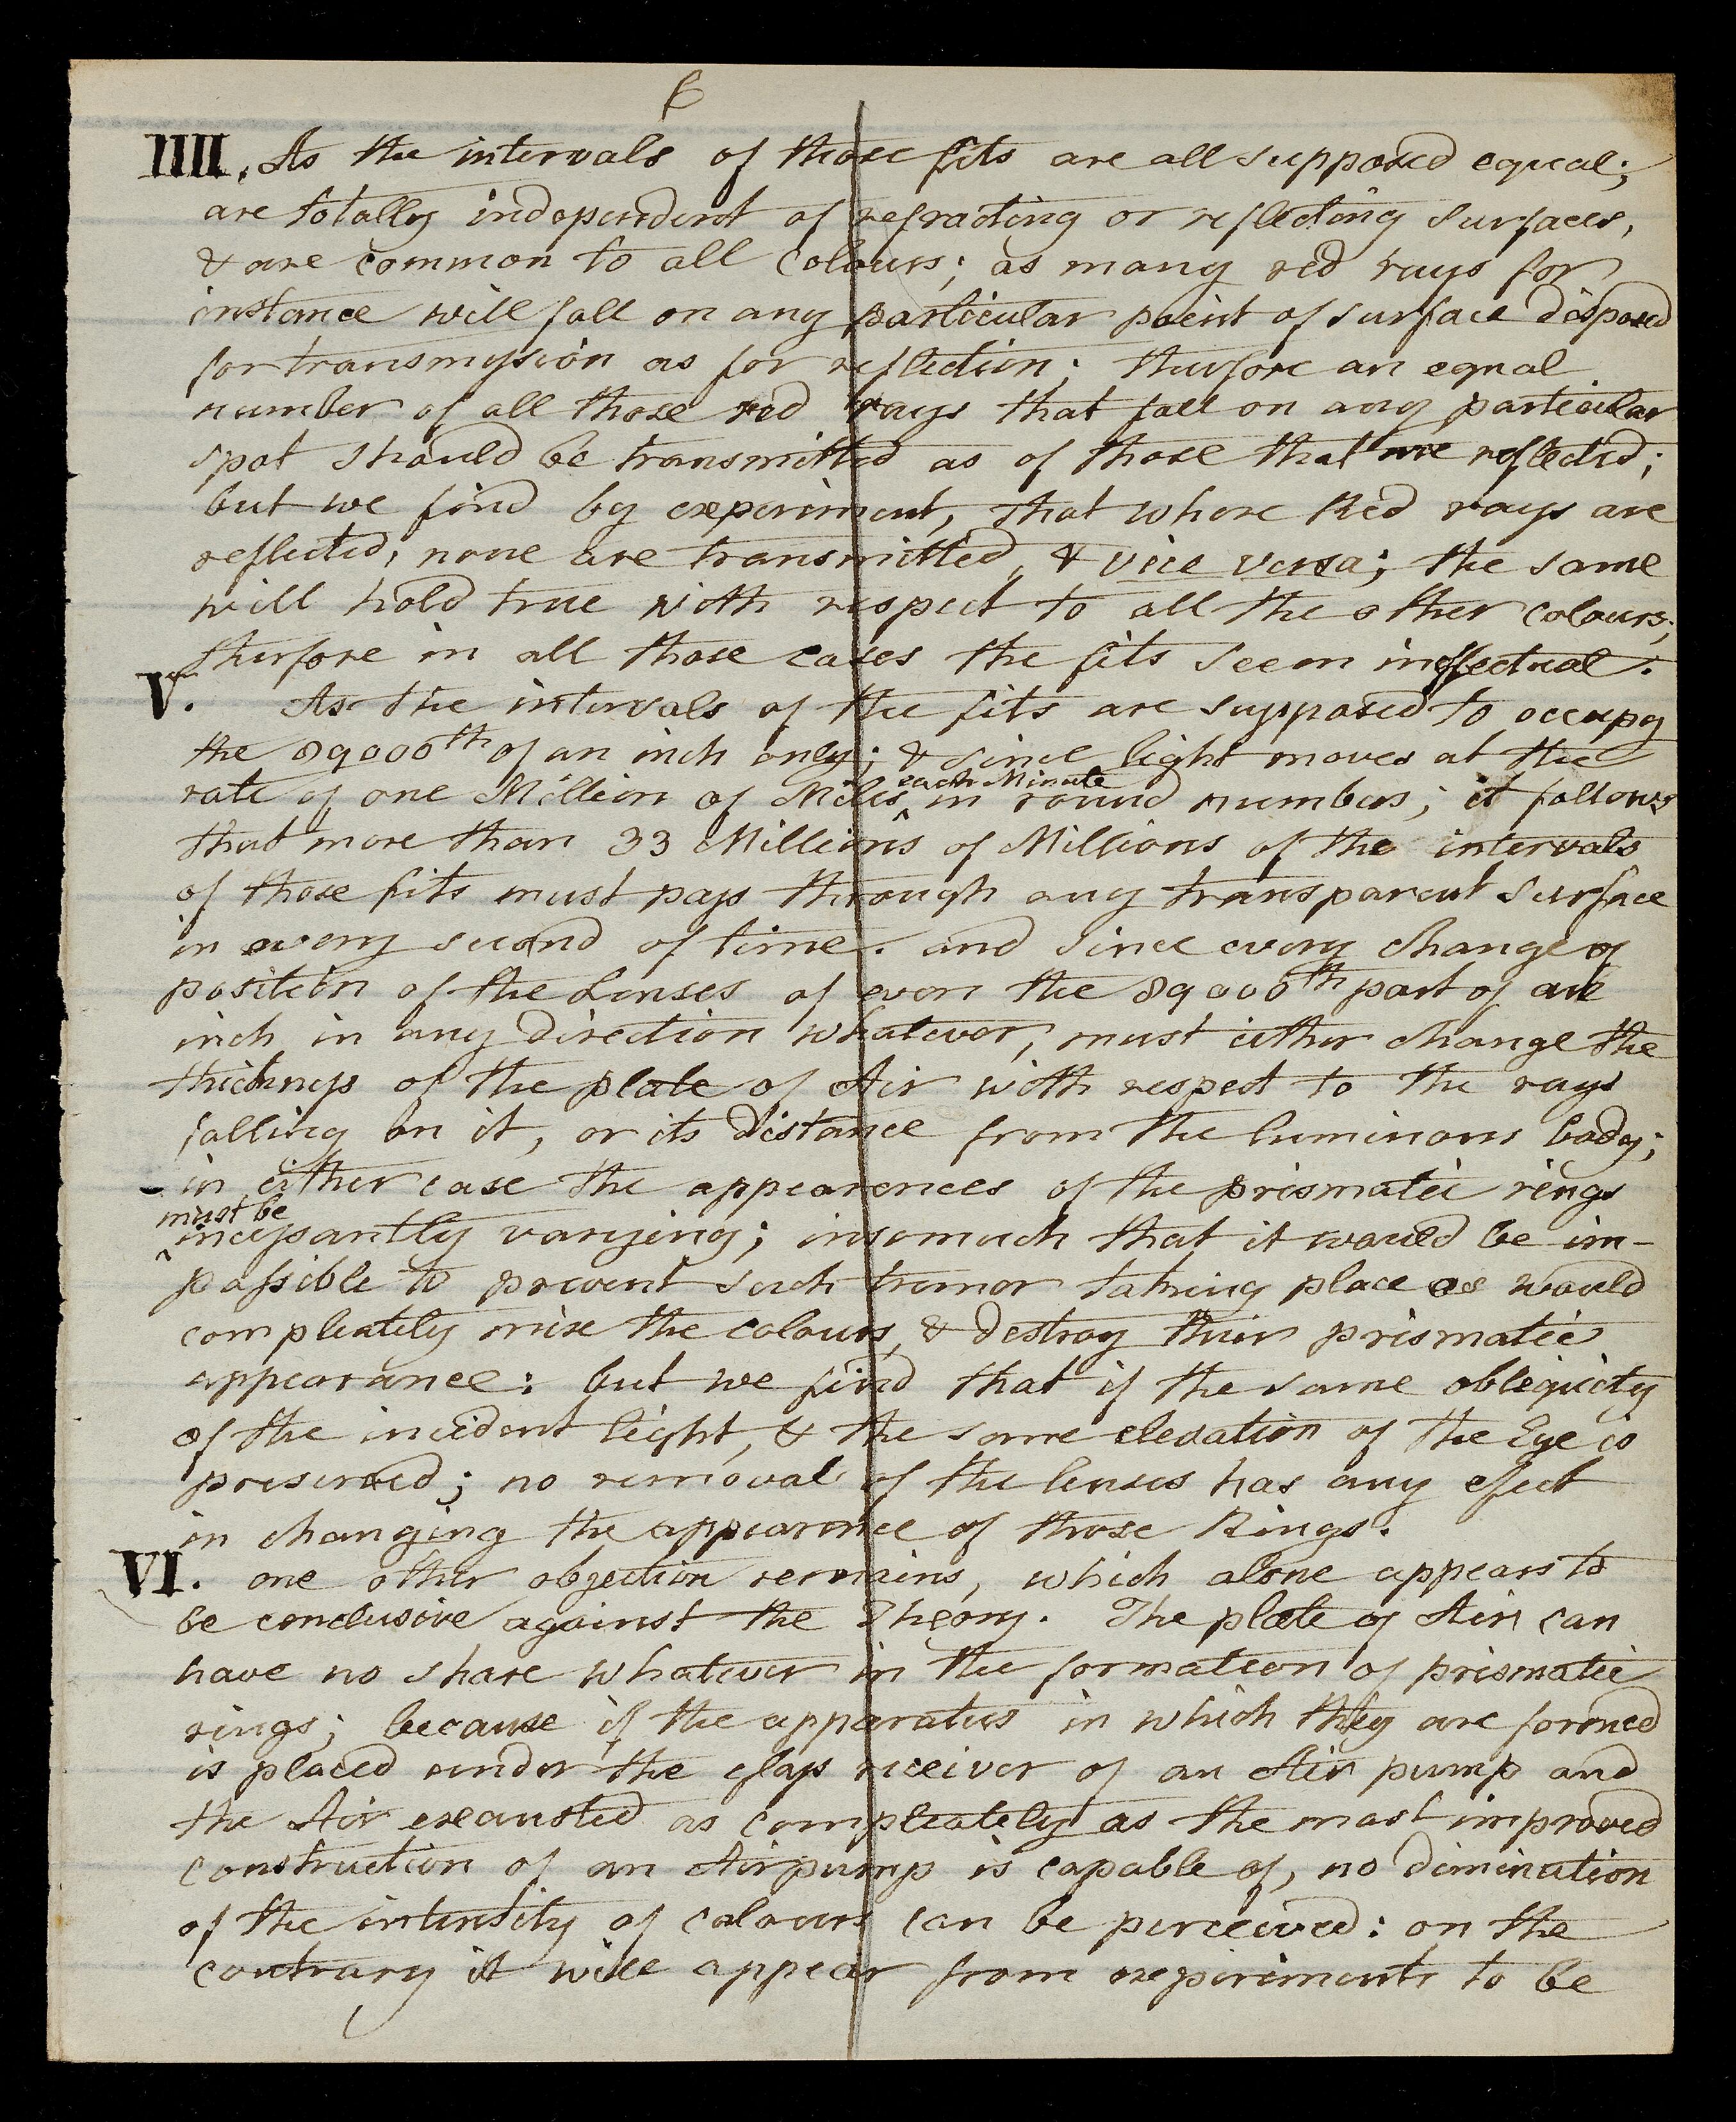 6
IIII. As the intervals of those fits are all supposed equal;
are totally independent of refracting or reflecting surfaces,
& are common to all colours; as many red rays for
instance will fall on any particular point of surface disposed
for transmission as for reflection; therfore an equal
number of all those red rays that fall on any particular
spot should be transmitted as of those that are reflected;
but we find by experiment, that where Red rays are
reflected, none are transmitted, & vice versa; the same
will hold true with respect to all the other colours;
therfore in all those cases the fits seem ineffectual.
V. As the intervals of the fits are supposed to occupy
the 89000th of an inch only; & since light moves at the
rate of one Million of Miles each Minute in round numbers; it follows
that more than 33 Millions of Millions of the intervals
of those fits must pass through any transparent surface
in every second of time. and since every change of
position of the Lenses of even the 89000th part of an
inch in any direction whatever, must either change the
thickness of the plate of Air with respect to the rays
falling on it, or its distance from the luminous body;
in either case the appearences of the prismatic rings
must be
incessantly varying; insomuch that it would be im-
possible to prevent such tremor taking place as would
compleately mix the colours, & destroy their prismatic
appearance: but we find that if the same obliquity
of the incident light, & the same elevation of the Eye is
preserved; no removal of the lenses has any efect
in changing the appearence of those Rings.
VI. one other objection remains, which alone appears to
be conclusive against the Theory. The plate of Air can
have no share whatever in the formation of prismatic
rings; because if the apparatus in which they are formed
is placed under the glass receiver of an Air pump and
the Air exausted as compleately as the most improved
construction of an Airpump is capable of, no diminution
of the intensity of colours can be perceived: on the
contrary it will appear from experiments to be